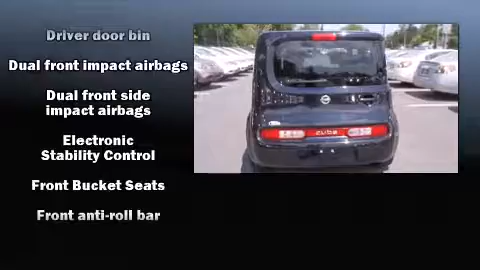 Driver door bin
Dual front impact airbags
Dual front side
impact airbags
Electronic
Stability Control
Front Bucket Seats
Front anti-roll bar
cube